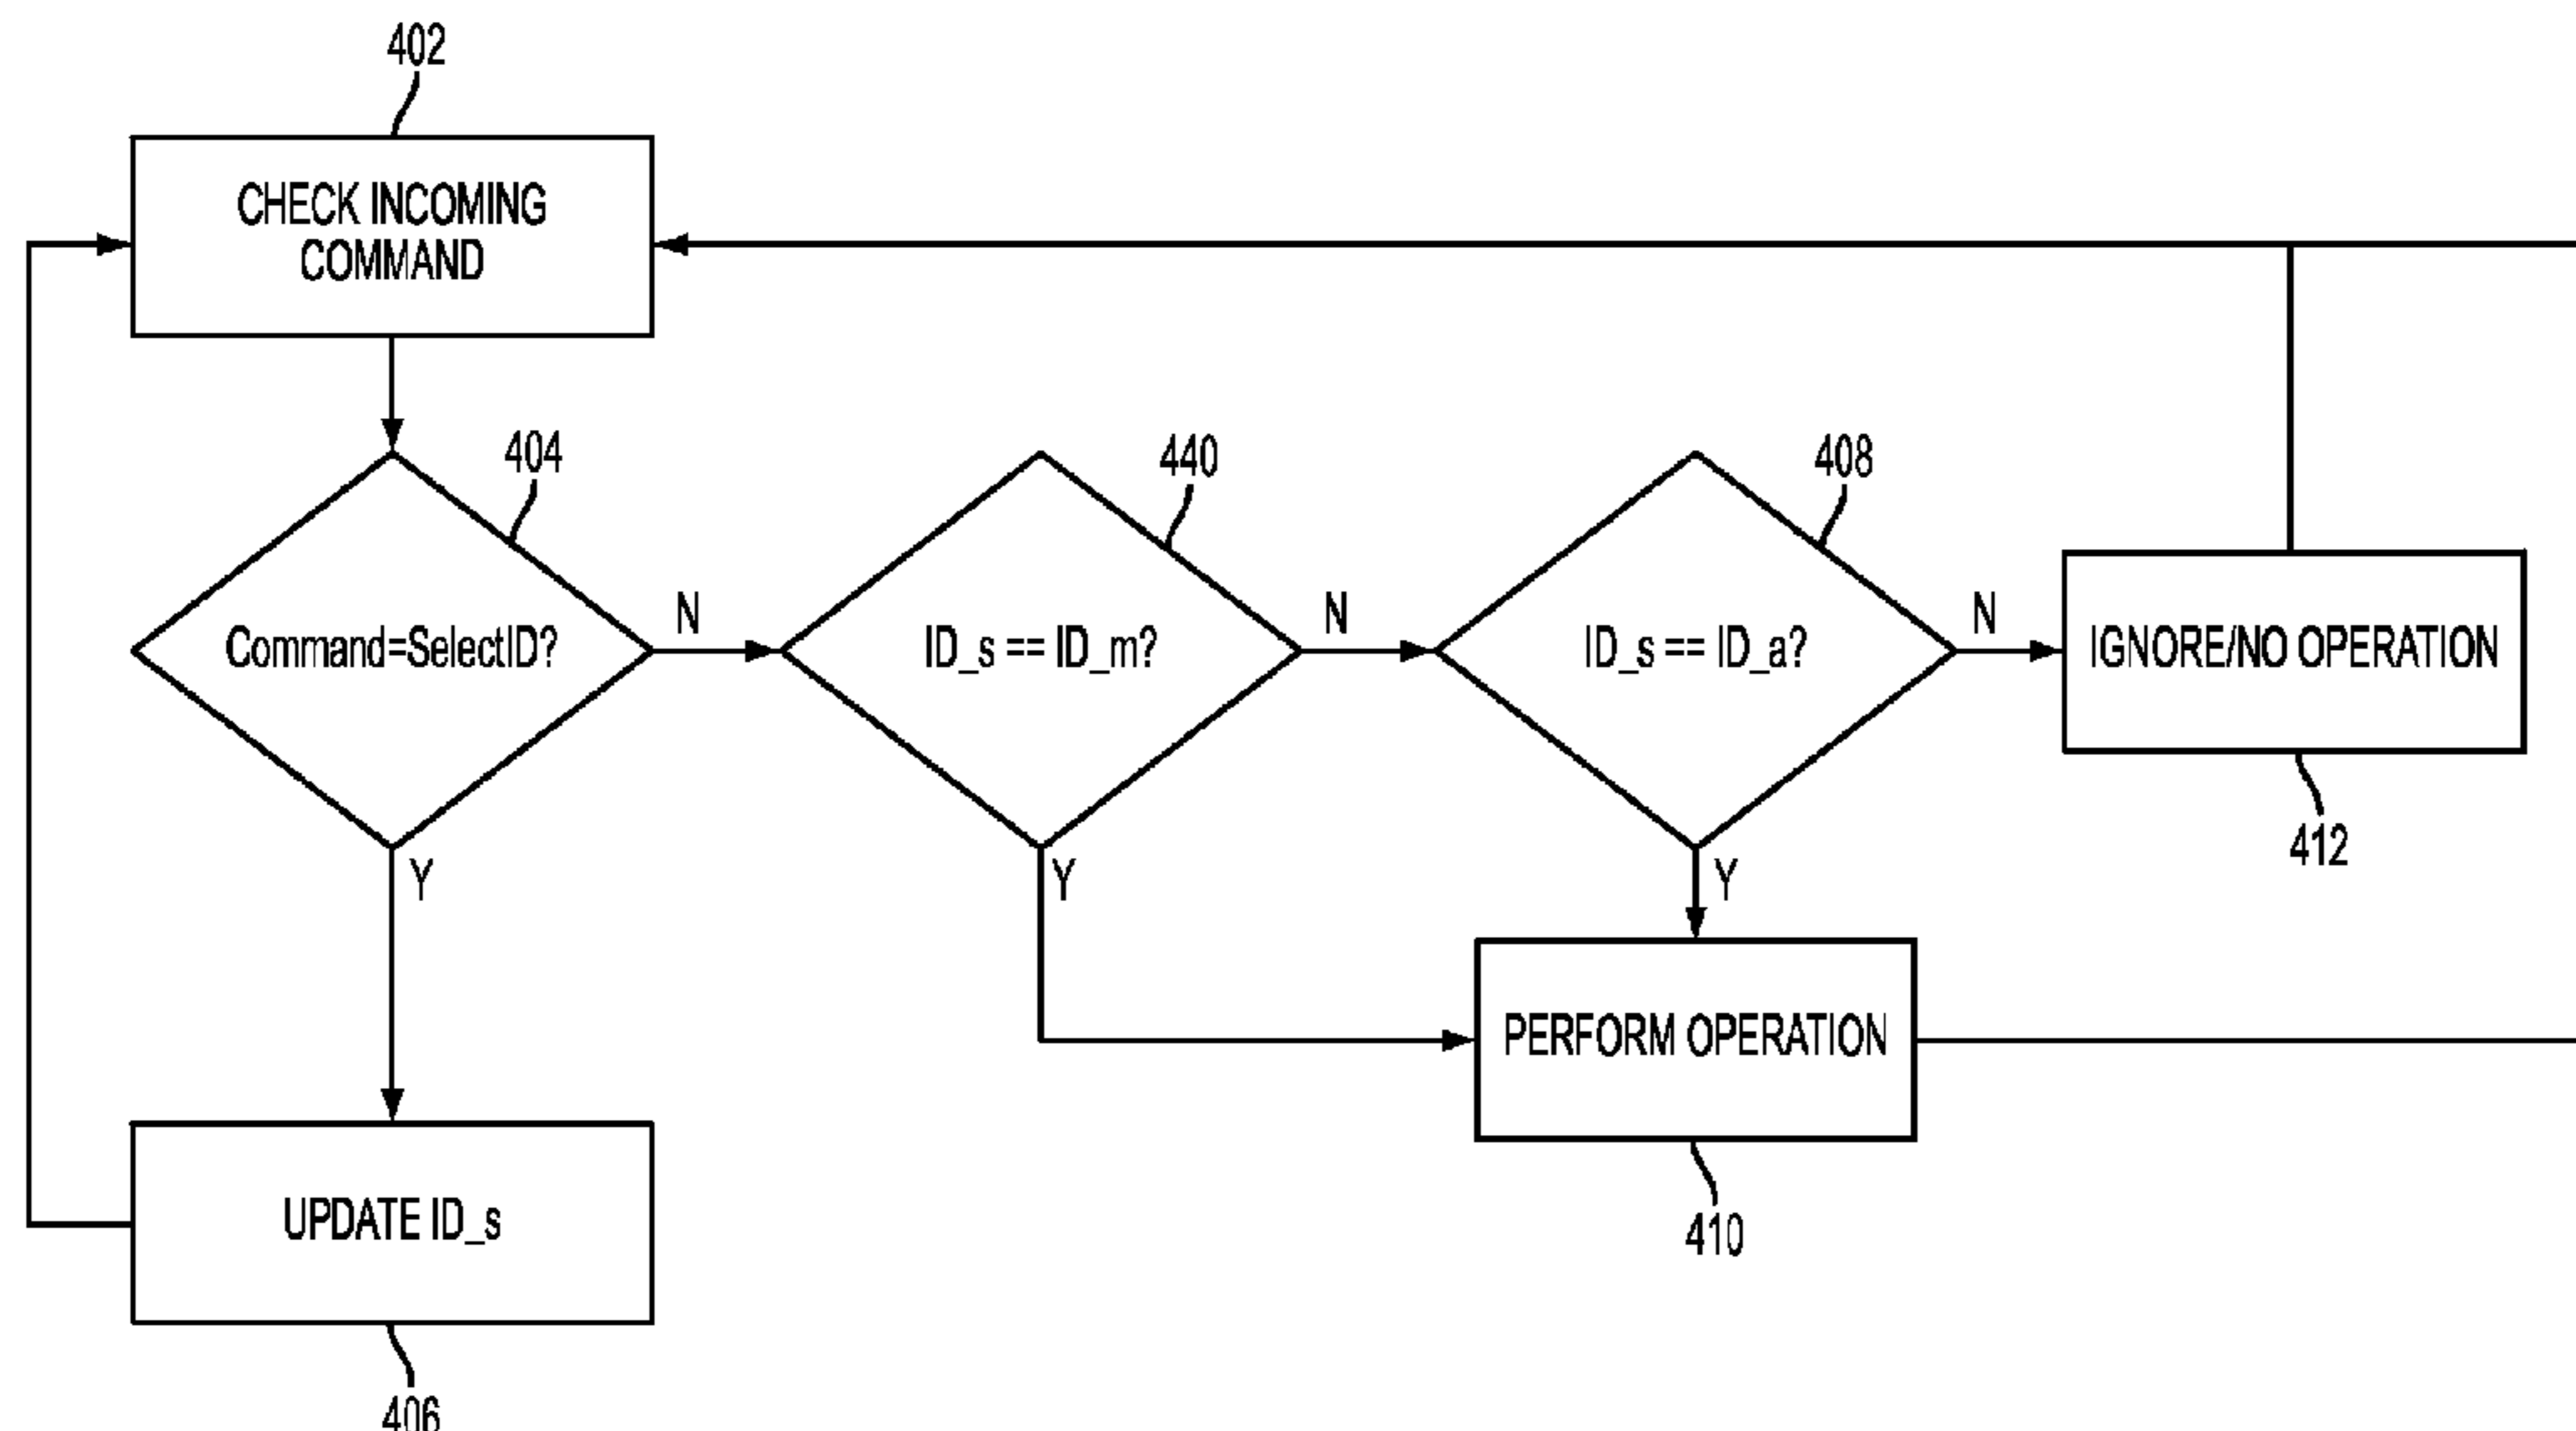 402
CHECK INCOMING
COMMAND
404
440
408
Command=SelectID?
N
ID_s == ID_m?
N
ID_s == ID_a?
N
IGNORE/NO OPERATION
412
Y
Y
Y
PERFORM OPERATION
410
UPDATE ID_s
406